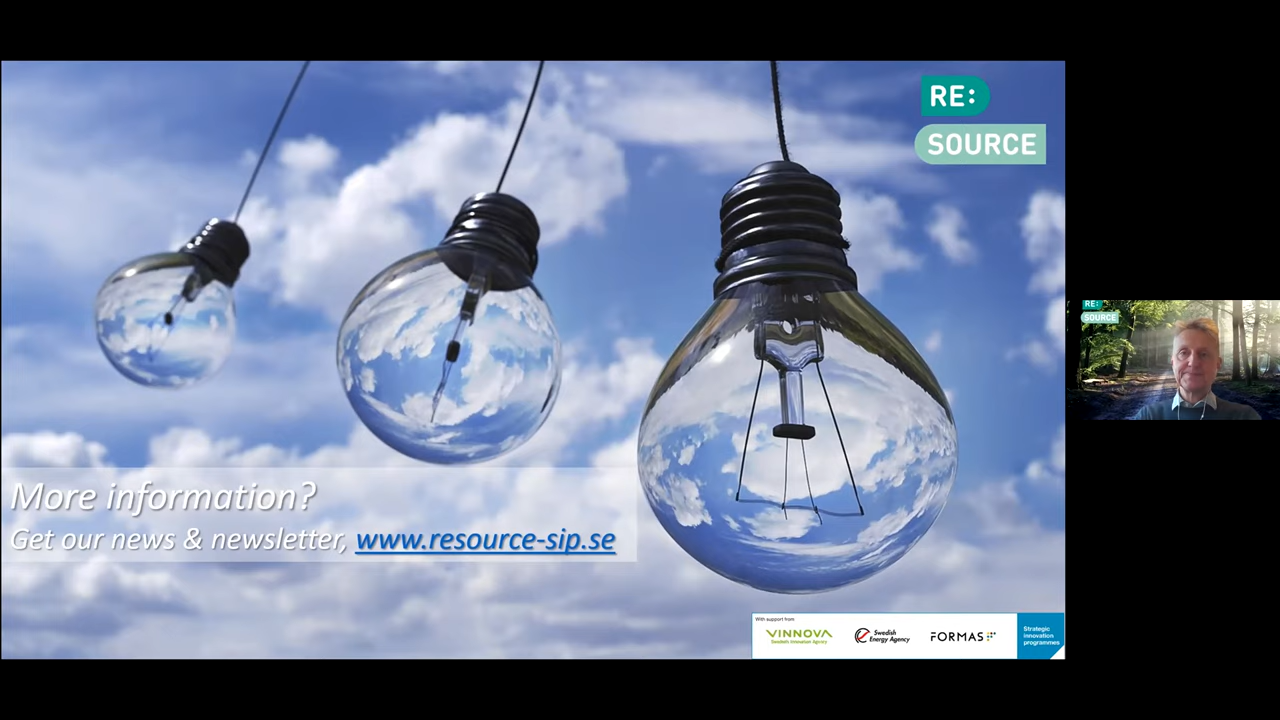 RE:
SOURCE
More information?
Get our news & newsletter, www.resource-sip.se
With support from
VINNOVA
Swedish Innovation Agency
Swedish
Energy Agency
FORMAS
Strategic
innovation
programmes
RE:
SOURCE